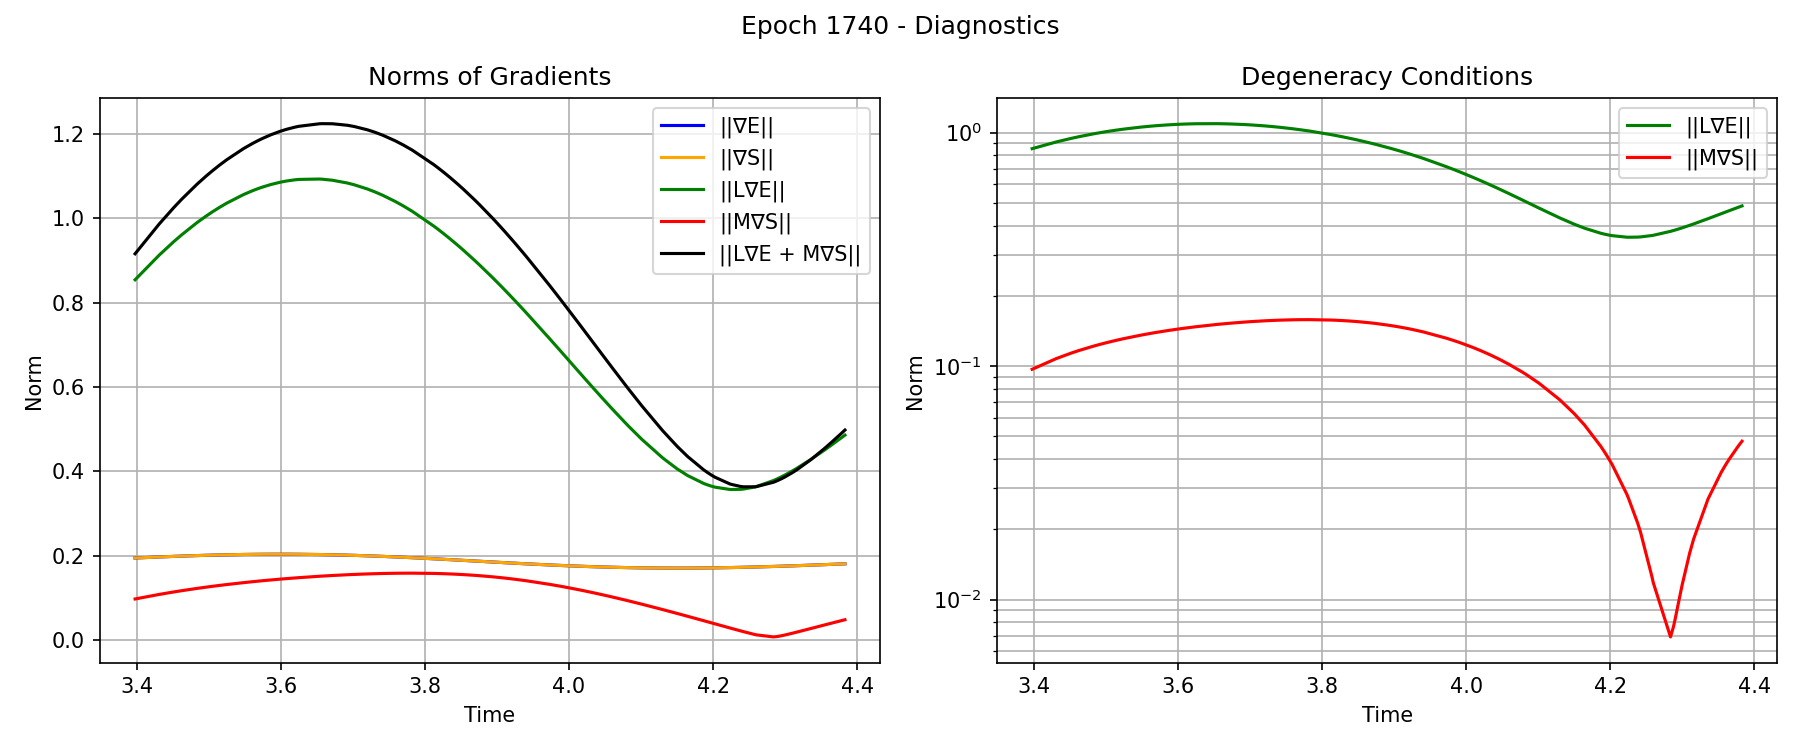 Epoch 1740 - Diagnostics
Norms of Gradients
Norm
1.2
1.0
0.8
0.6
0.4
0.2
0.0
||∇E||
||∇S||
||L∇E||
||M∇S||
||L∇E + M∇S||
3.4 3.6 3.8 4.0 4.2 4.4
Time
Degeneracy Conditions
Norm
10⁰
10⁻¹
10⁻²
||L∇E||
||M∇S||
3.4 3.6 3.8 4.0 4.2 4.4
Time